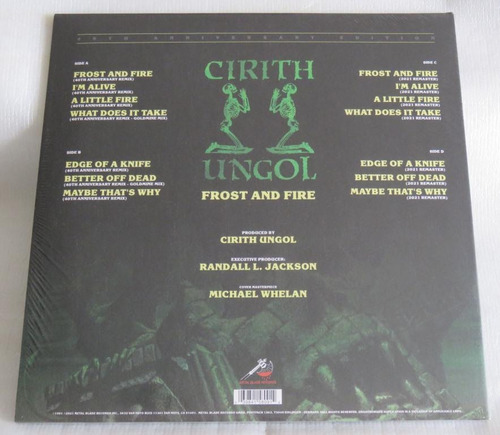 40TH ANNIVERSARY EDITION
SIDE A
FROST AND FIRE
(40TH ANNIVERSARY REMIX)
I'M ALIVE
(40TH ANNIVERSARY REMIX)
A LITTLE FIRE
(40TH ANNIVERSARY REMIX)
WHAT DOES IT TAKE
(40TH ANNIVERSARY REMIX - GOLDMINE MIX)
SIDE B
EDGE OF A KNIFE
(40TH ANNIVERSARY REMIX)
BETTER OFF DEAD
(40TH ANNIVERSARY REMIX - GOLDMINE MIX)
MAYBE THAT'S WHY
(40TH ANNIVERSARY REMIX)
CIRITH
UNGOL
FROST AND FIRE
PRODUCED BY
CIRITH UNGOL
EXECUTIVE PRODUCER:
RANDALL L. JACKSON
COVER MASTERPIECE
MICHAEL WHELAN
SIDE C
FROST AND FIRE
(2021 REMASTER)
I'M ALIVE
(2021 REMASTER)
A LITTLE FIRE
(2021 REMASTER)
WHAT DOES IT TAKE
(2021 REMASTER)
SIDE D
EDGE OF A KNIFE
(2021 REMASTER)
BETTER OFF DEAD
(2021 REMASTER)
MAYBE THAT'S WHY
(2021 REMASTER)